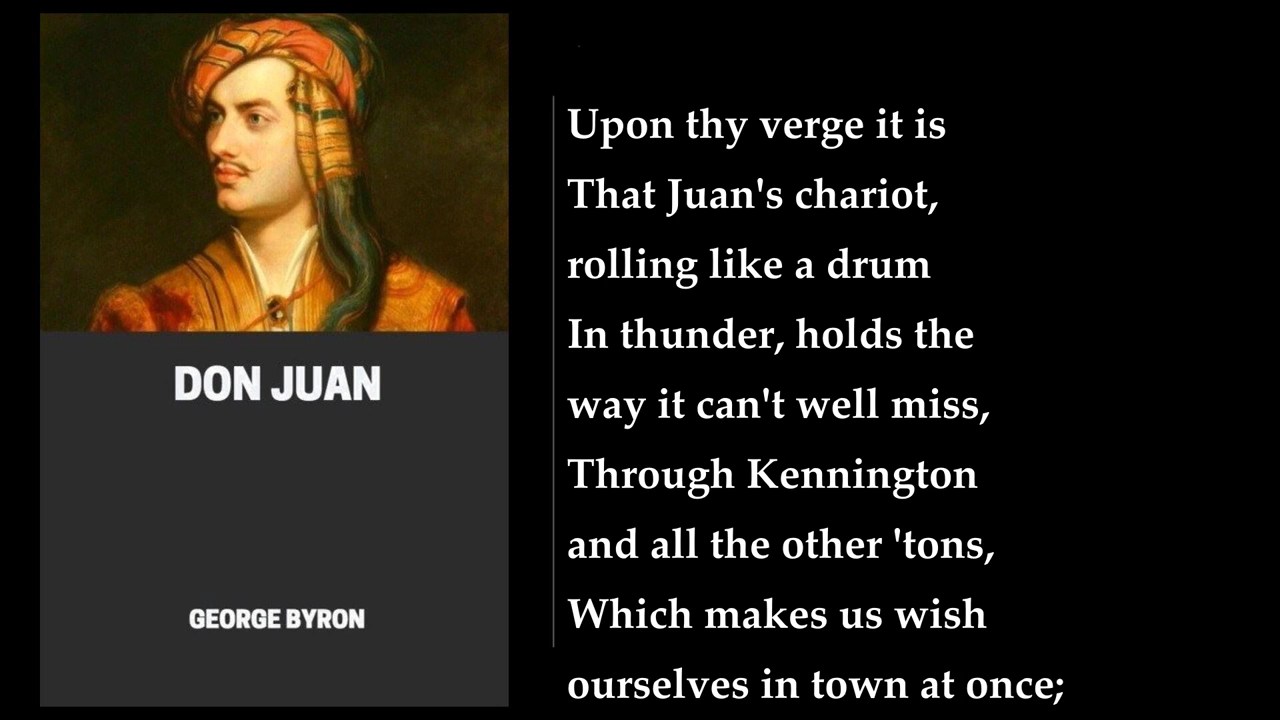 DON JUAN
GEORGE BYRON
Upon thy verge it is
That Juan's chariot,
rolling like a drum
In thunder, holds the
way it can't well miss,
Through Kennington
and all the other 'tons,
Which makes us wish
ourselves in town at once;